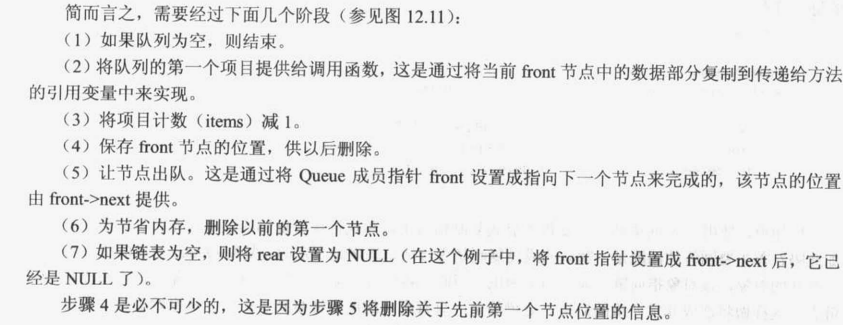 简而言之，需要经过下面几个阶段（参见图 12.11）：
（1）如果队列为空，则结束。
（2）将队列的第一个项目提供给调用函数，这是通过将当前 front 节点中的数据部分复制到传递给方法
的引用变量中来实现。
（3）将项目计数（items）减 1。
（4）保存 front 节点的位置，供以后删除。
（5）让节点出队。这是通过将 Queue 成员指针 front 设置成指向下一个节点来完成的，该节点的位置
由 front->next 提供。
（6）为节省内存，删除以前的第一个节点。
（7）如果链表为空，则将 rear 设置为 NULL（在这个例子中，将 front 指针设置成 front->next 后，它已
经是 NULL 了）。
步骤 4 是必不可少的，这是因为步骤 5 将删除关于先前第一个节点位置的信息。